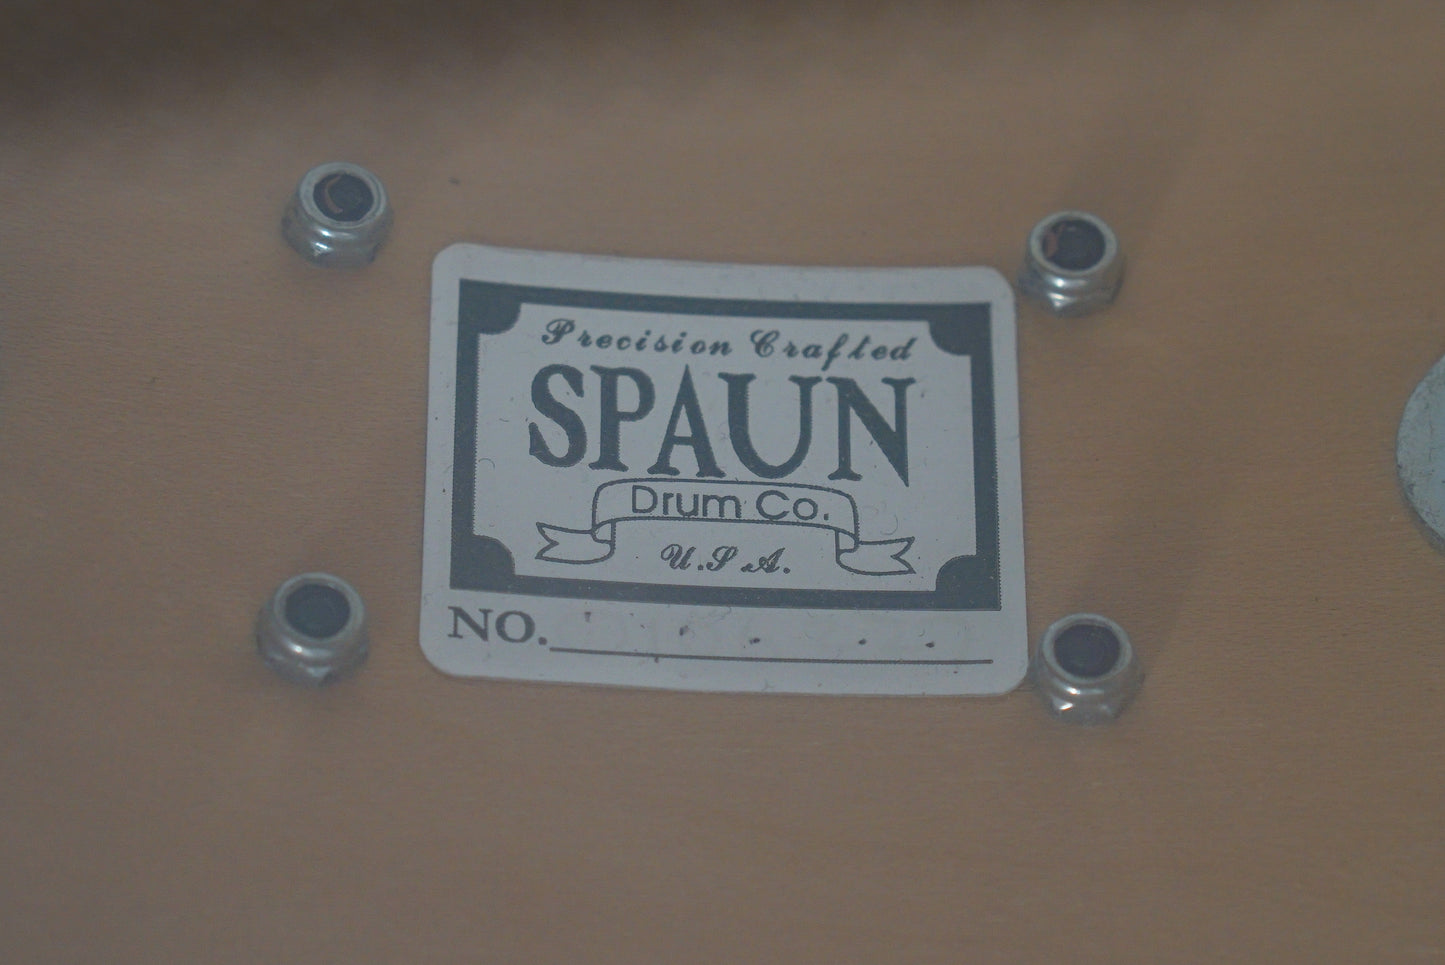 Precision Crafted
SPAUN
Drum Co.
U.S.A.
NO.